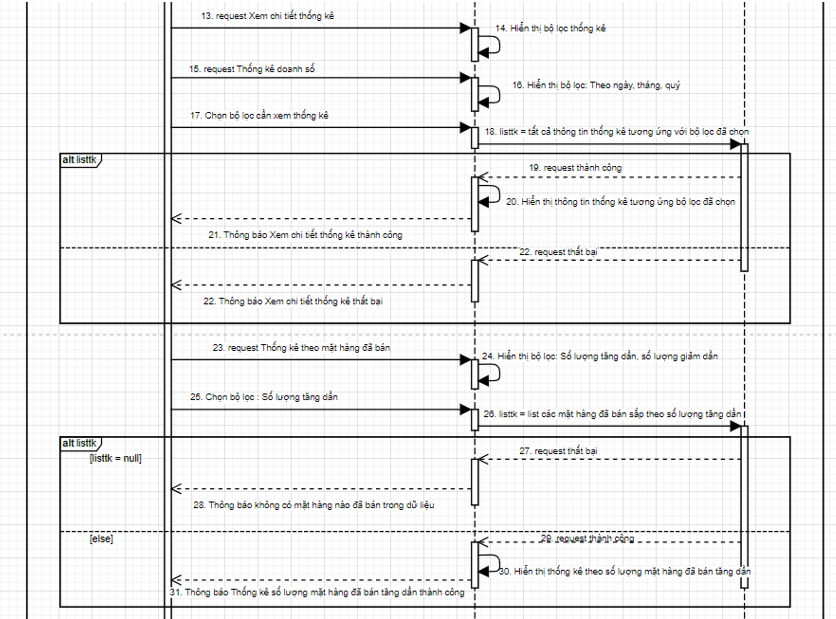 13. request Xem chi tiết thống kê
14. Hiển thị bộ lọc thống kê
15. request Thống kê doanh số
16. Hiển thị bộ lọc: Theo ngày, tháng, quý
17. Chọn bộ lọc cần xem thống kê
18. listtk = tất cả thông tin thống kê tương ứng với bộ lọc đã chọn
alt listtk
19. request thành công
20. Hiển thị thông tin thống kê tương ứng bộ lọc đã chọn
21. Thông báo Xem chi tiết thống kê thành công
22. request thất bại
22. Thông báo Xem chi tiết thống kê thất bại
23. request Thống kê theo mặt hàng đã bán
24. Hiển thị bộ lọc: Số lượng tăng dần, số lượng giảm dần
25. Chọn bộ lọc : Số lượng tăng dần
26. listtk = list các mặt hàng đã bán sắp theo số lượng tăng dần
alt listtk
[listtk = null]
27. request thất bại
28. Thông báo không có mặt hàng nào đã bán trong dữ liệu
[else]
29. request thành công
30. Hiển thị thống kê theo số lượng mặt hàng đã bán tăng dần
31. Thông báo Thống kê số lượng mặt hàng đã bán tăng dần thành công